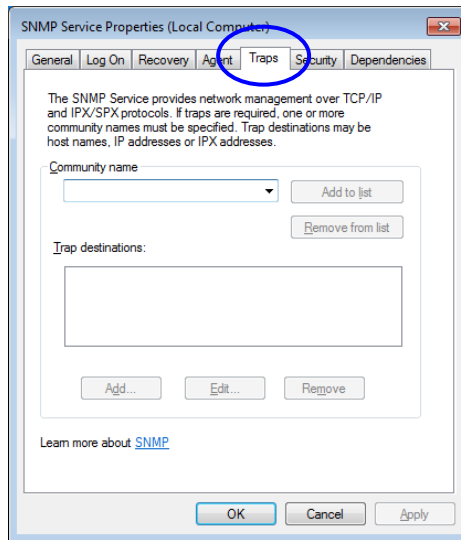 SNMP Service Properties (Local Computer)
General Log On Recovery Agent Traps Security Dependencies
The SNMP Service provides network management over TCP/IP
and IPX/SPX protocols. If traps are required, one or more
community names must be specified. Trap destinations may be
host names, IP addresses or IPX addresses.
Community name
Add to list
Remove from list
Trap destinations:
Add... Edit... Remove
Learn more about SNMP
OK Cancel Apply